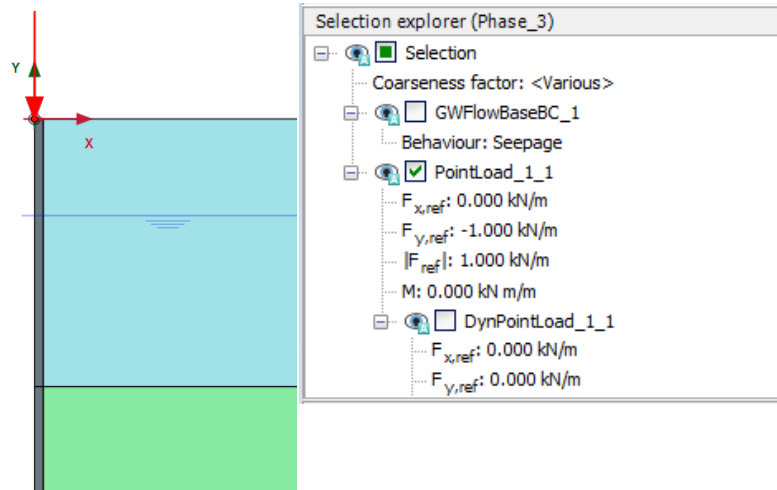 Y
X
Selection explorer (Phase_3)
Selection
Coarseness factor: <Various>
GWFlowBaseBC_1
Behaviour: Seepage
PointLoad_1_1
Fx,ref: 0.000 kN/m
Fy,ref: -1.000 kN/m
|Fref|: 1.000 kN/m
M: 0.000 kN m/m
DynPointLoad_1_1
Fx,ref: 0.000 kN/m
Fy,ref: 0.000 kN/m